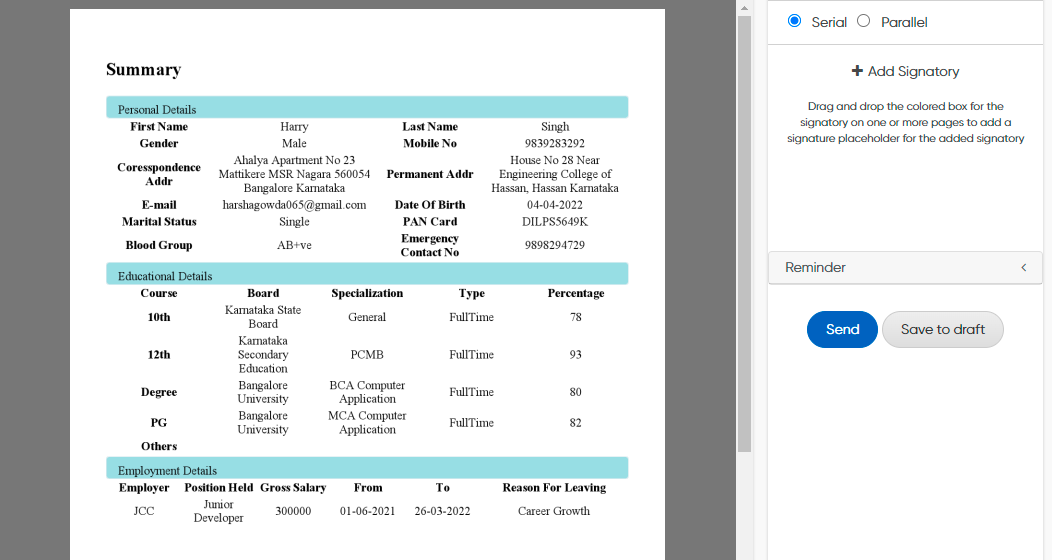 Summary
Personal Details
First Name Harry Last Name Singh
Gender Male Mobile No 9839283292
Coresspondence Addr Ahalya Apartment No 23 Mattikere MSR Nagara 560054 Bangalore Karnataka Permanent Addr House No 28 Near Engineering College of Hassan, Hassan Karnataka
E-mail harshagowda065@gmail.com Date Of Birth 04-04-2022
Marital Status Single PAN Card DILPS5649K
Blood Group AB+ve Emergency Contact No 9898294729
Educational Details
Course Board Specialization Type Percentage
10th Karnataka State Board General FullTime 78
12th Karnataka Secondary Education PCMB FullTime 93
Degree Bangalore University BCA Computer Application FullTime 80
PG Bangalore University MCA Computer Application FullTime 82
Others
Employment Details
Employer Position Held Gross Salary From To Reason For Leaving
JCC Junior Developer 300000 01-06-2021 26-03-2022 Career Growth
Serial Parallel
+ Add Signatory
Drag and drop the colored box for the
signatory on one or more pages to add a
signature placeholder for the added signatory
Reminder
Send Save to draft